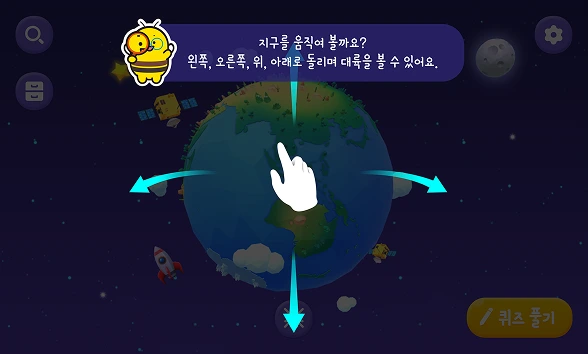 지구를 움직여 볼까요?
왼쪽, 오른쪽, 위, 아래로 돌리며 대륙을 볼 수 있어요.
퀴즈 풀기